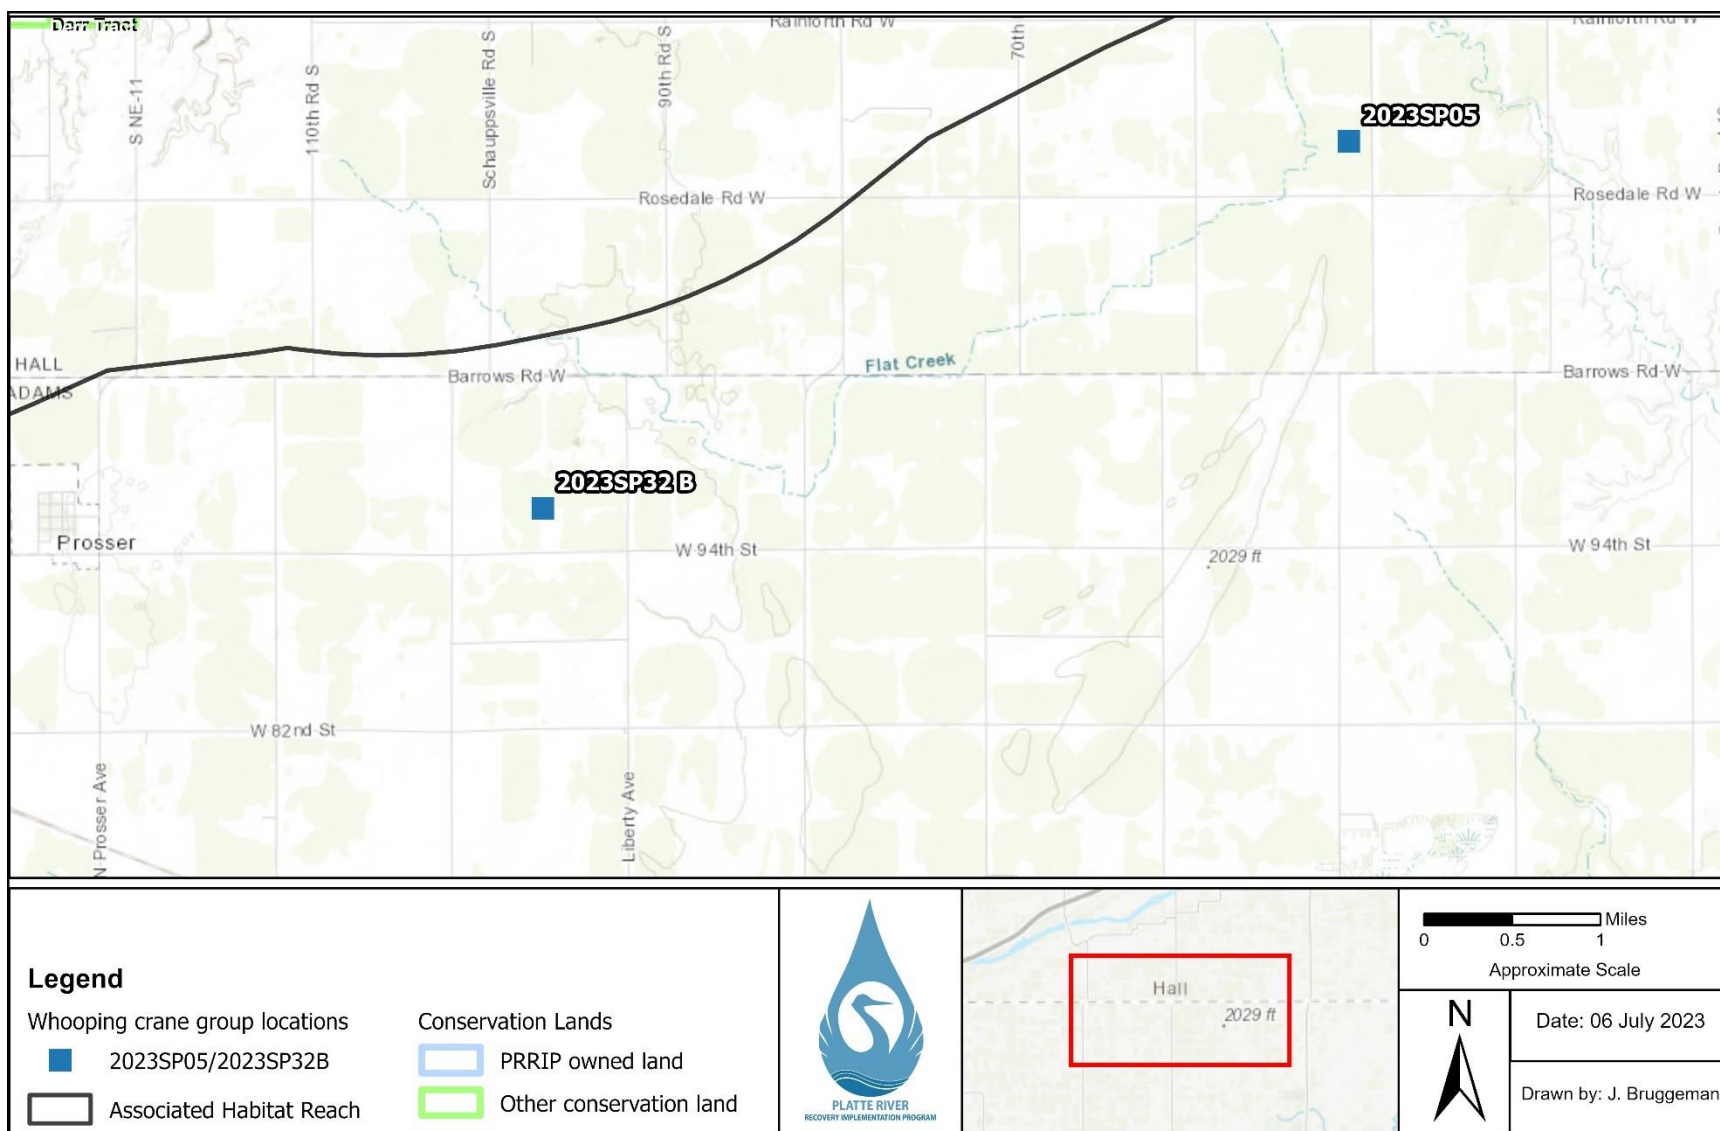 Darr Tract
Rainforth Rd W
Rainforth Rd W
S NE-11
110th Rd S
Schauppsville Rd S
90th Rd S
70th
2023SP05
Rosedale Rd W
Rosedale Rd W
HALL
ADAMS
Barrows Rd W
Flat Creek
Barrows Rd W
2023SP32 B
Prosser
W 94th St
2029 ft
W 94th St
W 82nd St
N Prosser Ave
Liberty Ave
Legend
Whooping crane group locations
2023SP05/2023SP32B
Associated Habitat Reach
Conservation Lands
PRRIP owned land
Other conservation land
PLATTE RIVER
RECOVERY IMPLEMENTATION PROGRAM
Hall
2029 ft
Miles
0 0.5 1
Approximate Scale
N
Date: 06 July 2023
Drawn by: J. Bruggeman